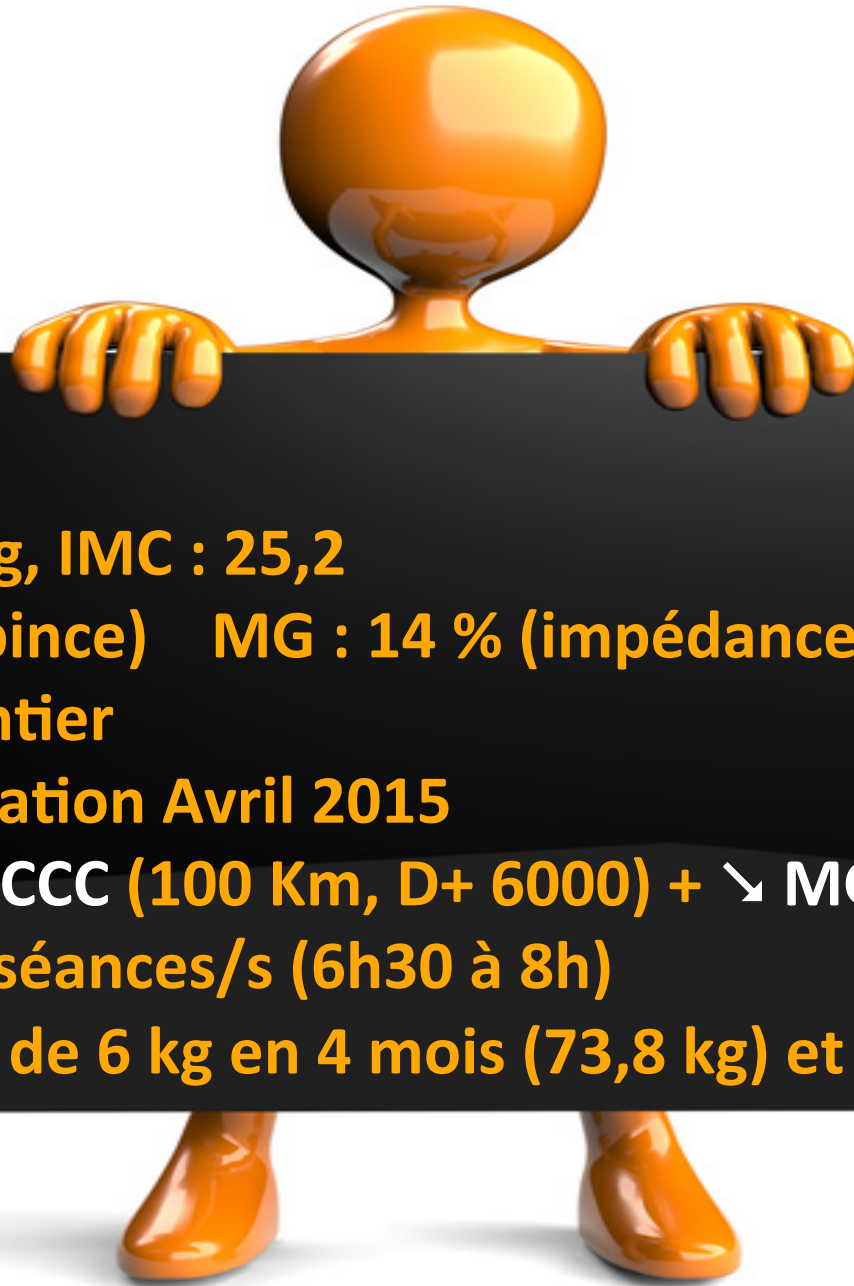 g, IMC : 25,2
pince) MG : 14 % (impédance
ntier
ation Avril 2015
CCC (100 Km, D+ 6000) + ➘ MG
séances/s (6h30 à 8h)
de 6 kg en 4 mois (73,8 kg) et